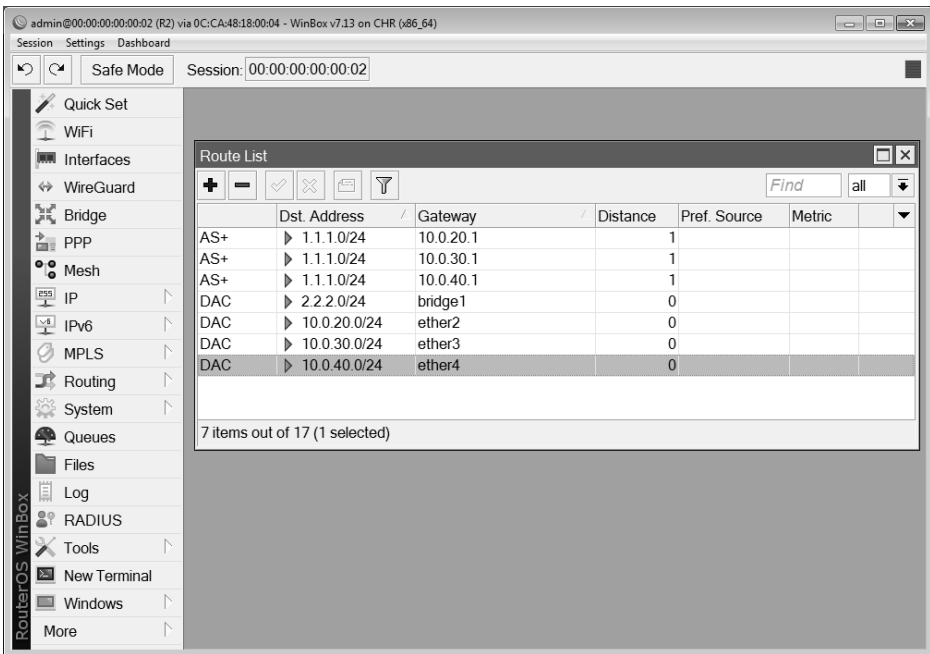 admin@00:00:00:00:00:02 (R2) via 0C:CA:48:18:00:04 - WinBox v7.13 on CHR (x86_64)
Session Settings Dashboard
Safe Mode Session: 00:00:00:00:00:02
Quick Set
WiFi
Interfaces
WireGuard
Bridge
PPP
Mesh
IP
IPv6
MPLS
Routing
System
Queues
Files
Log
RADIUS
Tools
New Terminal
Windows
More
RouterOS WinBox
Route List
Find all
Dst. Address Gateway Distance Pref. Source Metric
AS+ 1.1.1.0/24 10.0.20.1 1
AS+ 1.1.1.0/24 10.0.30.1 1
AS+ 1.1.1.0/24 10.0.40.1 1
DAC 2.2.2.0/24 bridge1 0
DAC 10.0.20.0/24 ether2 0
DAC 10.0.30.0/24 ether3 0
DAC 10.0.40.0/24 ether4 0
7 items out of 17 (1 selected)